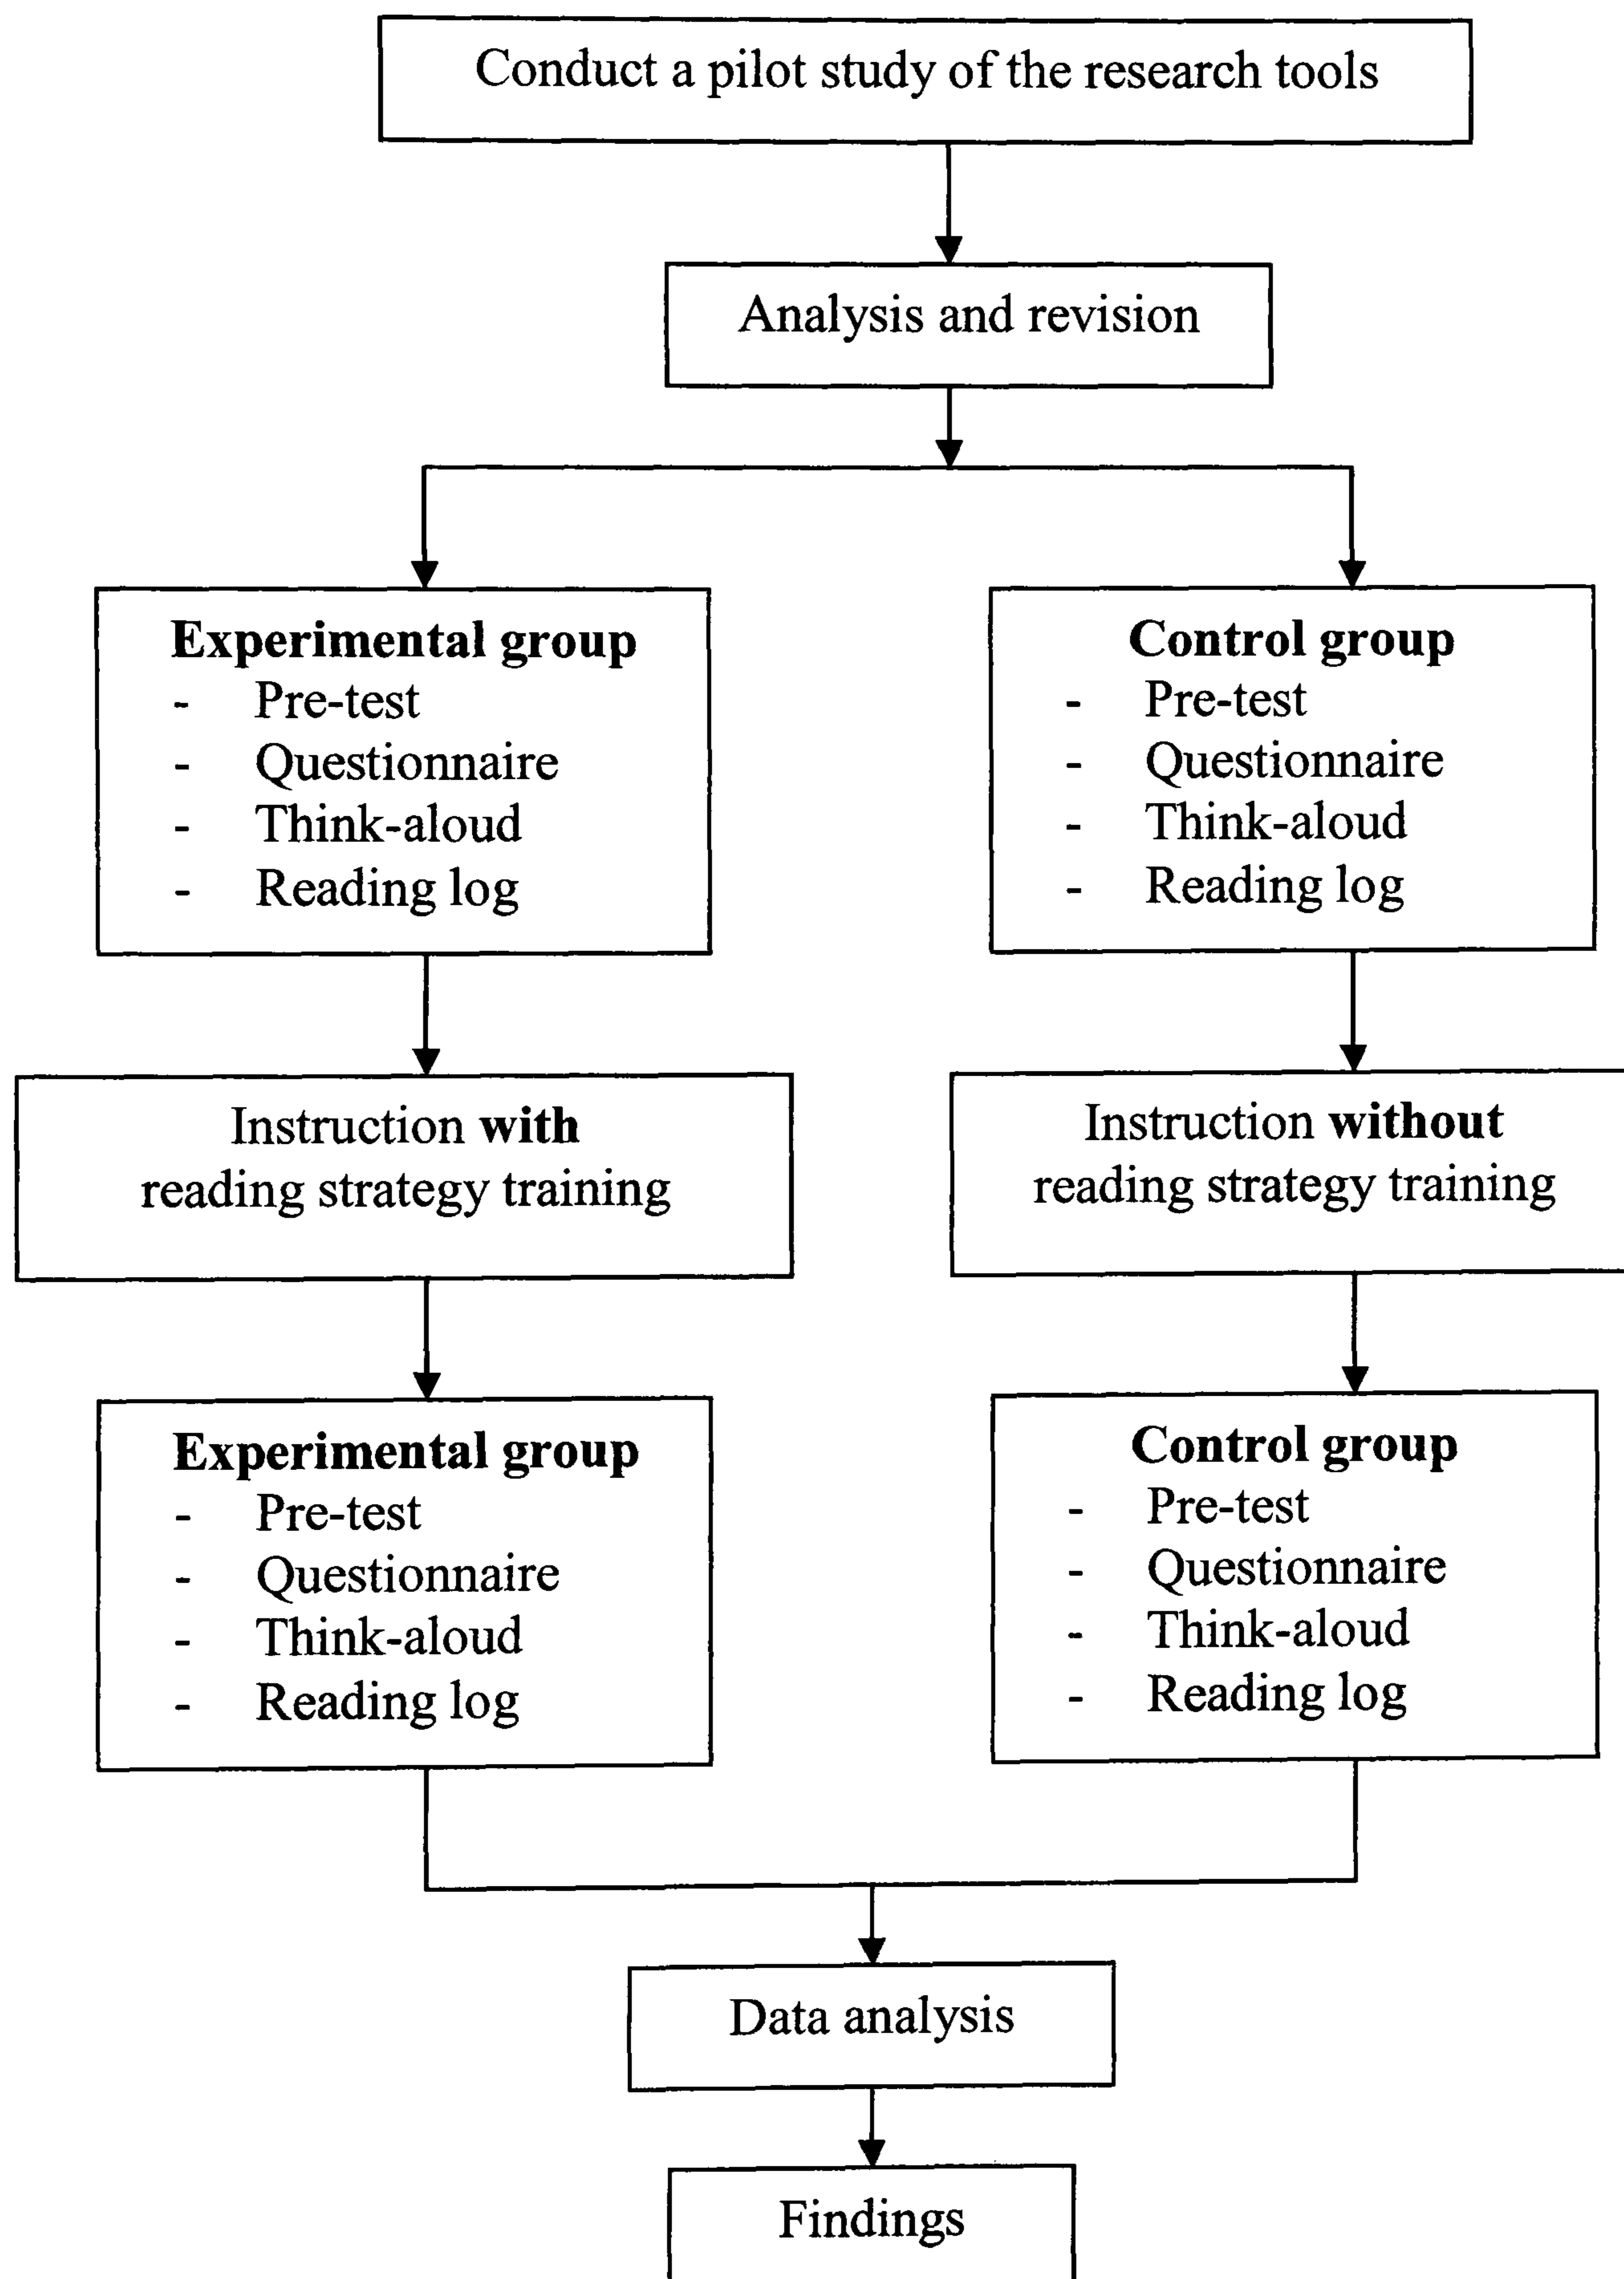 Conduct a pilot study of the research tools
Analysis and revision
Experimental group
- Pre-test
- Questionnaire
- Think-aloud
- Reading log
Control group
- Pre-test
- Questionnaire
- Think-aloud
- Reading log
Instruction with
reading strategy training
Instruction without
reading strategy training
Experimental group
- Pre-test
- Questionnaire
- Think-aloud
- Reading log
Control group
- Pre-test
- Questionnaire
- Think-aloud
- Reading log
Data analysis
Findings